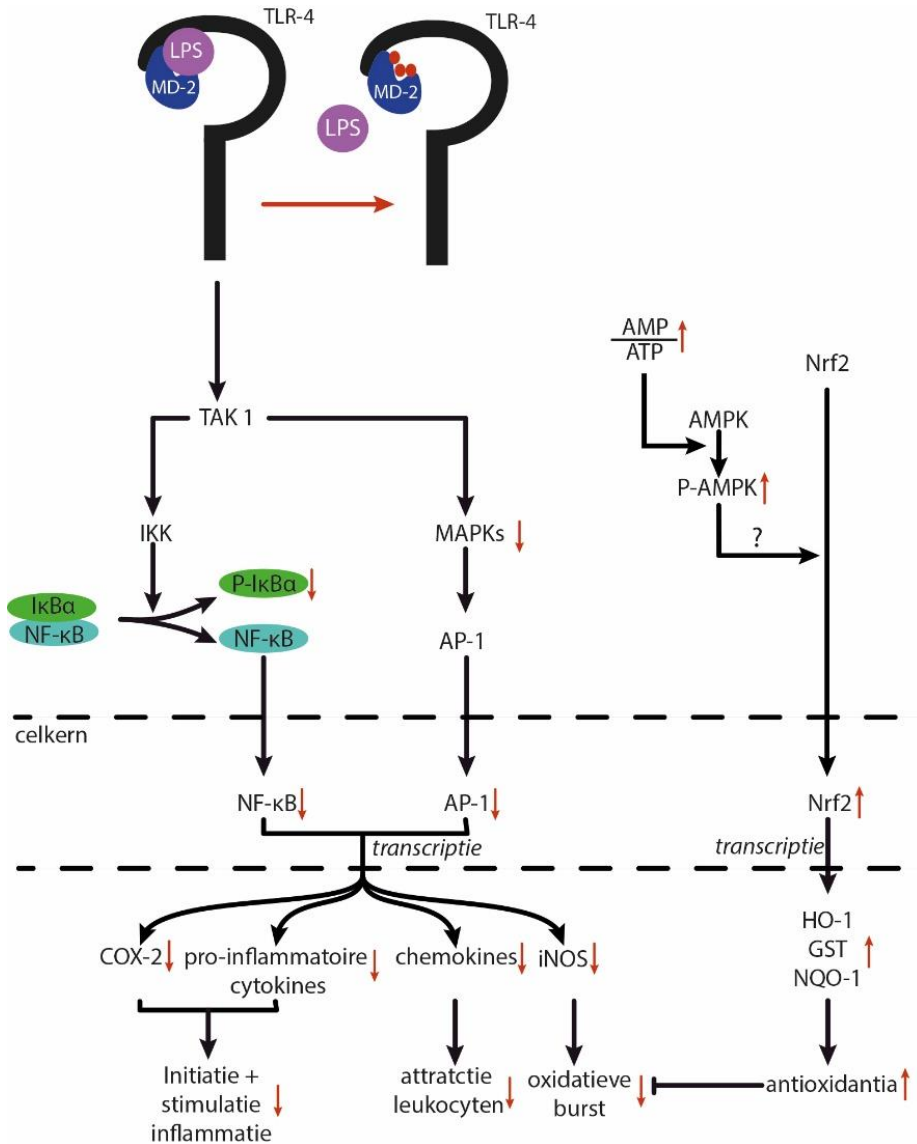 TLR-4
LPS
MD-2
TLR-4
MD-2
LPS
AMP
ATP
Nrf2
TAK 1
AMPK
P-AMPK
IKK
MAPKs
?
P-IκBα
IκBα
NF-κB
NF-κB
AP-1
celkern
NF-κB
AP-1
Nrf2
transcriptie
transcriptie
HO-1
GST
NQO-1
COX-2
pro-inflammatoire
cytokines
chemokines
iNOS
Initiatie +
stimulatie
inflammatie
attratctie
leukocyten
oxidatieve
burst
antioxidantia